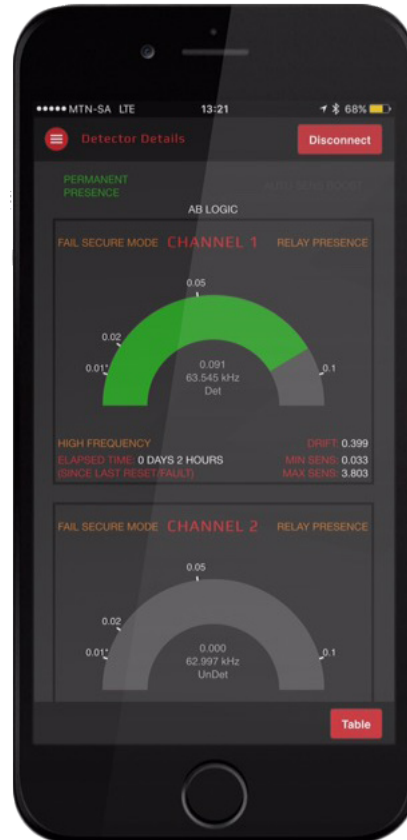 MTN-SA LTE 13:21 68%
Detector Details Disconnect
PERMANENT
PRESENCE
AUTO SENS BOOST
AB LOGIC
FAIL SECURE MODE CHANNEL 1 RELAY PRESENCE
0.05
0.02
0.01* 0.1
0.091
63.545 kHz
Det
HIGH FREQUENCY DRIFT: 0.399
ELAPSED TIME: 0 DAYS 2 HOURS MIN SENS: 0.033
(SINCE LAST RESET/FAULT) MAX SENS: 3.803
FAIL SECURE MODE CHANNEL 2 RELAY PRESENCE
0.05
0.02
0.01* 0.1
0.000
62.997 kHz
UnDet
Table